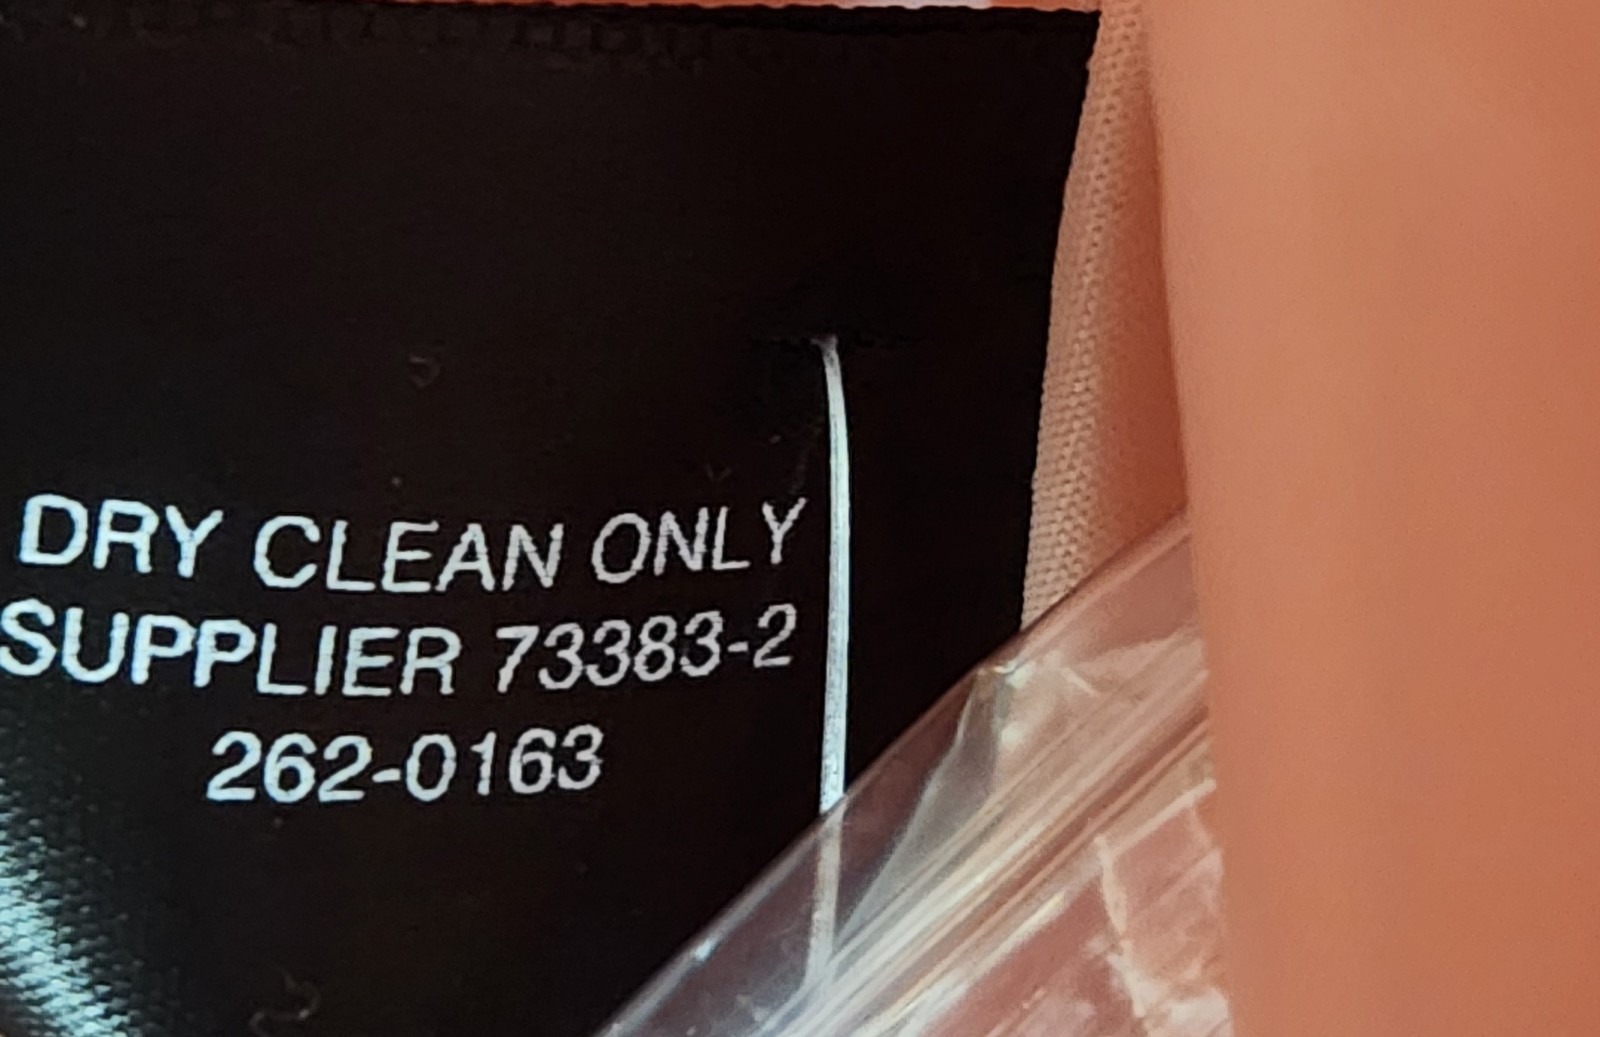 DRY CLEAN ONLY
SUPPLIER 73383-2
262-0163